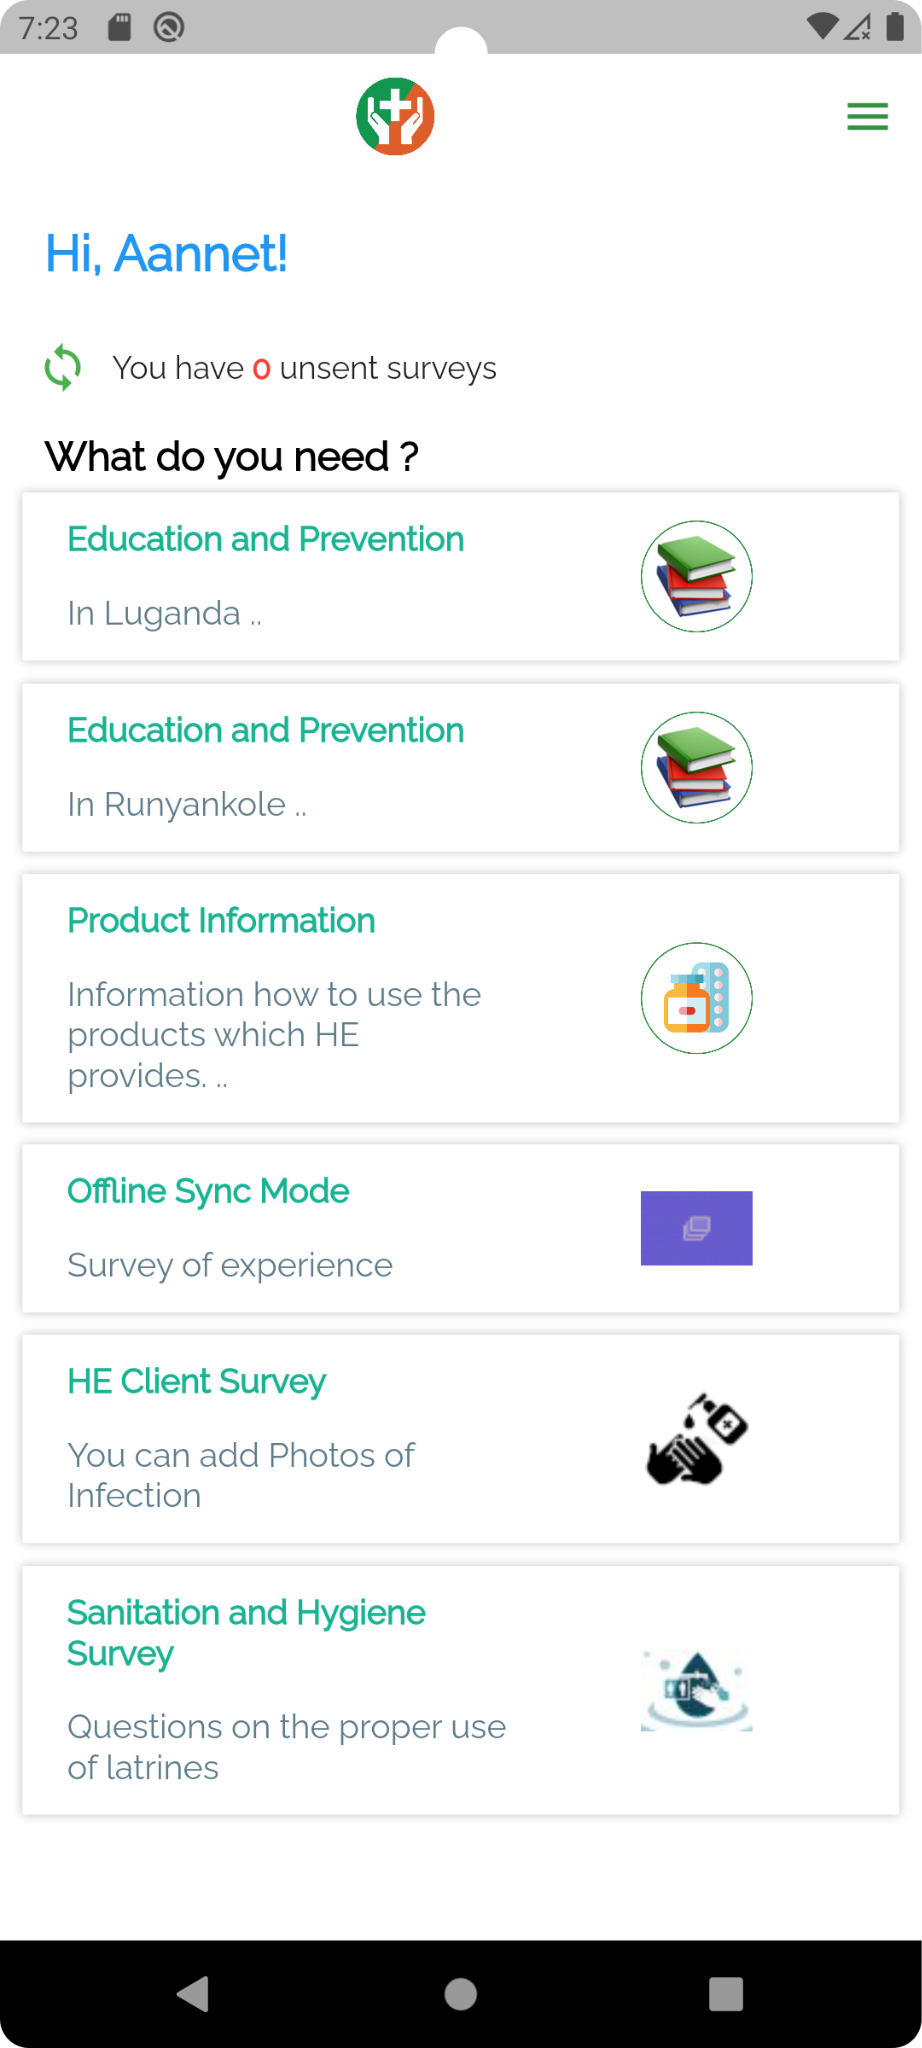 7:23
Hi, Aannet!
You have 0 unsent surveys
What do you need ?
Education and Prevention
In Luganda ..
Education and Prevention
In Runyankole ..
Product Information
Information how to use the
products which HE
provides. ..
Offline Sync Mode
Survey of experience
HE Client Survey
You can add Photos of
Infection
Sanitation and Hygiene
Survey
Questions on the proper use
of latrines